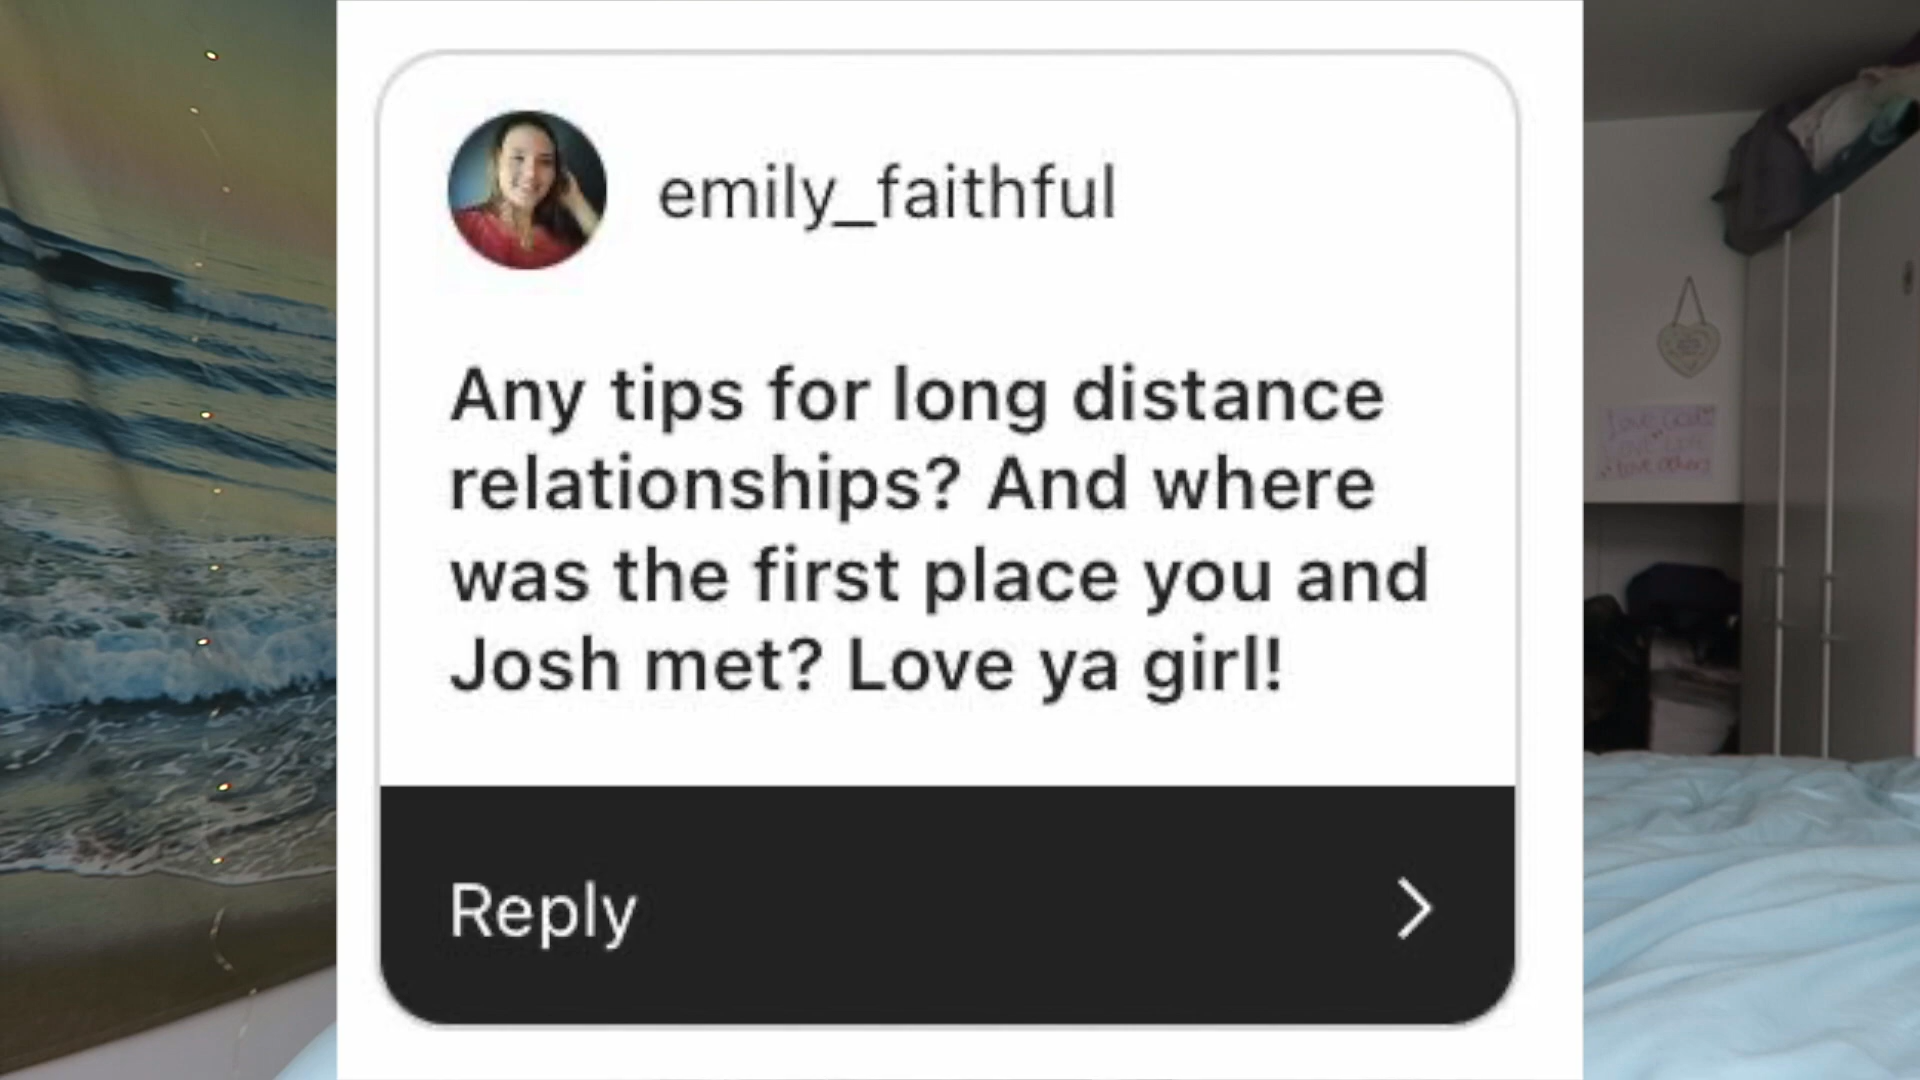 emily_faithful
Any tips for long distance
relationships? And where
was the first place you and
Josh met? Love ya girl!
Reply